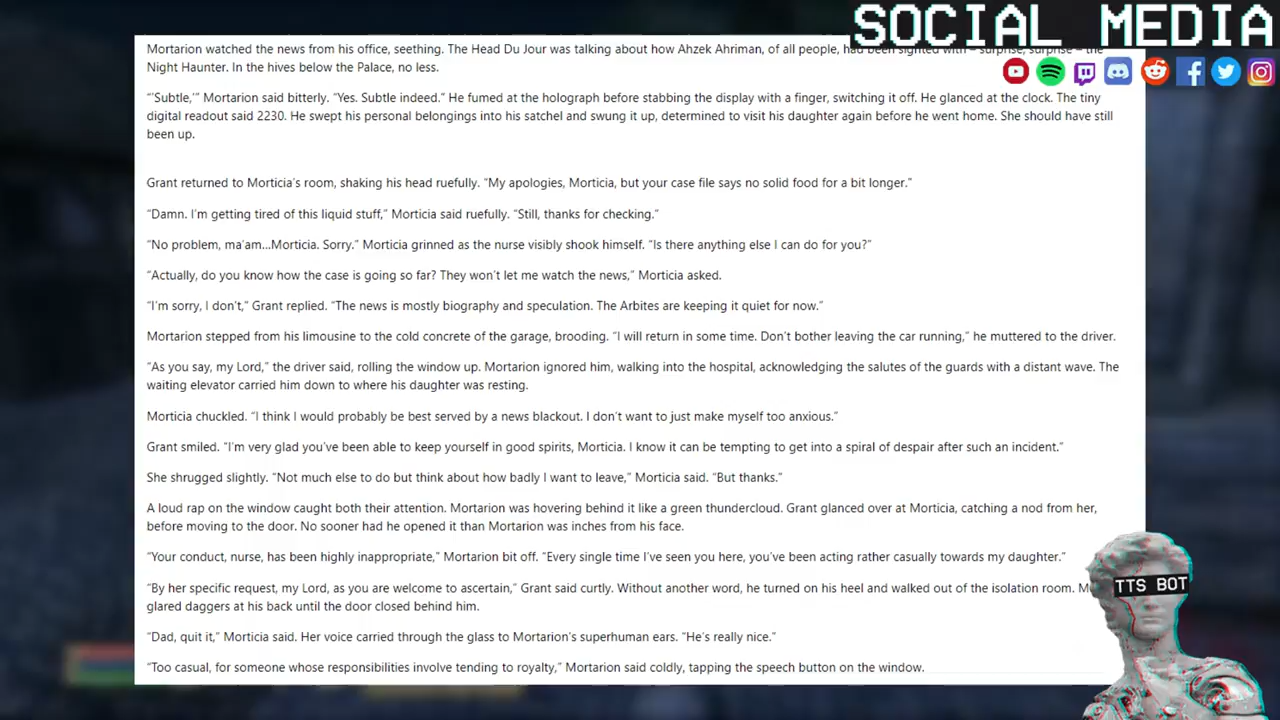 SOCIAL MEDIA
Mortarion watched the news from his office, seething. The Head Du Jour was talking about how Ahzek Ahriman, of all people, had been sighted with – surprise, surprise – the
Night Haunter. In the hives below the Palace, no less.
“‘Subtle,’” Mortarion said bitterly. “Yes. Subtle indeed.” He fumed at the holograph before stabbing the display with a finger, switching it off. He glanced at the clock. The tiny
digital readout said 2230. He swept his personal belongings into his satchel and swung it up, determined to visit his daughter again before he went home. She should have still
been up.
Grant returned to Morticia’s room, shaking his head ruefully. “My apologies, Morticia, but your case file says no solid food for a bit longer.”
“Damn. I’m getting tired of this liquid stuff,” Morticia said ruefully. “Still, thanks for checking.”
“No problem, ma’am…Morticia. Sorry.” Morticia grinned as the nurse visibly shook himself. “Is there anything else I can do for you?”
“Actually, do you know how the case is going so far? They won’t let me watch the news,” Morticia asked.
“I’m sorry, I don’t,” Grant replied. “The news is mostly biography and speculation. The Arbites are keeping it quiet for now.”
Mortarion stepped from his limousine to the cold concrete of the garage, brooding. “I will return in some time. Don’t bother leaving the car running,” he muttered to the driver.
“As you say, my Lord,” the driver said, rolling the window up. Mortarion ignored him, walking into the hospital, acknowledging the salutes of the guards with a distant wave. The
waiting elevator carried him down to where his daughter was resting.
Morticia chuckled. “I think I would probably be best served by a news blackout. I don’t want to just make myself too anxious.”
Grant smiled. “I’m very glad you’ve been able to keep yourself in good spirits, Morticia. I know it can be tempting to get into a spiral of despair after such an incident.”
She shrugged slightly. “Not much else to do but think about how badly I want to leave,” Morticia said. “But thanks.”
A loud rap on the window caught both their attention. Mortarion was hovering behind it like a green thundercloud. Grant glanced over at Morticia, catching a nod from her,
before moving to the door. No sooner had he opened it than Mortarion was inches from his face.
“Your conduct, nurse, has been highly inappropriate,” Mortarion bit off. “Every single time I’ve seen you here, you’ve been acting rather casually towards my daughter.”
“By her specific request, my Lord, as you are welcome to ascertain,” Grant said curtly. Without another word, he turned on his heel and walked out of the isolation room.
glared daggers at his back until the door closed behind him.
“Dad, quit it,” Morticia said. Her voice carried through the glass to Mortarion’s superhuman ears. “He’s really nice.”
“Too casual, for someone whose responsibilities involve tending to royalty,” Mortarion said coldly, tapping the speech button on the window.
TTS BOT